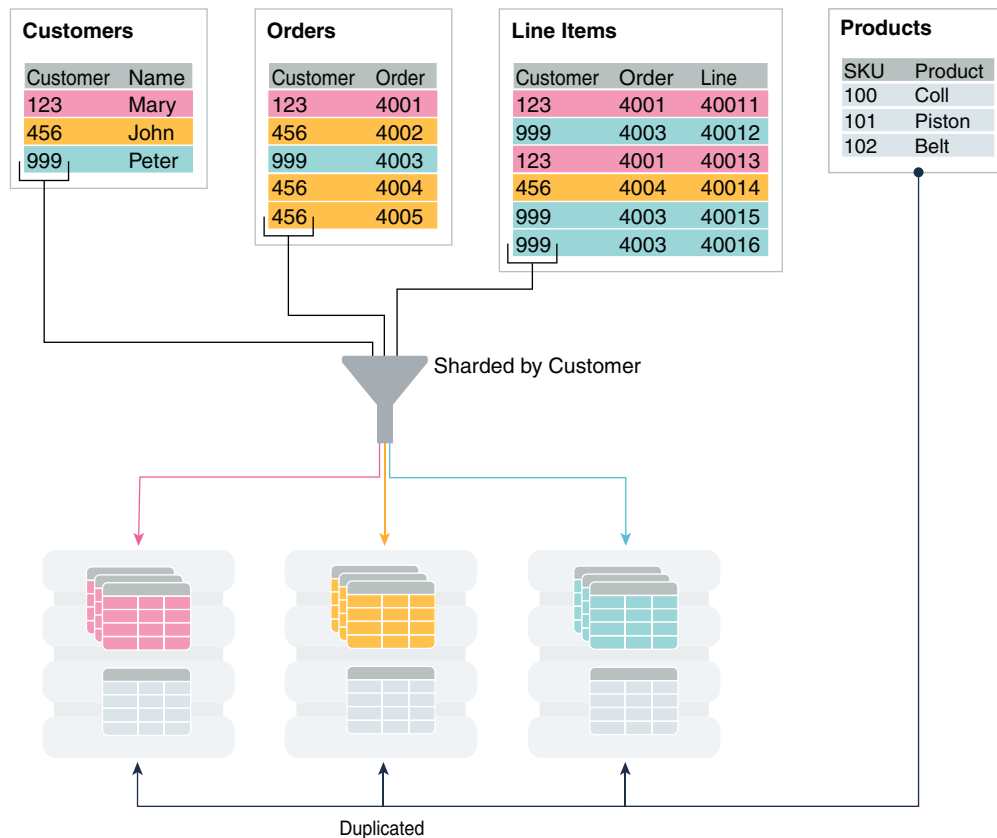 Customers
Customer Name
123 Mary
456 John
999 Peter
Orders
Customer Order
123 4001
456 4002
999 4003
456 4004
456 4005
Line Items
Customer Order Line
123 4001 40011
999 4003 40012
123 4001 40013
456 4004 40014
999 4003 40015
999 4003 40016
Products
SKU Product
100 Coll
101 Piston
102 Belt
Sharded by Customer
Duplicated